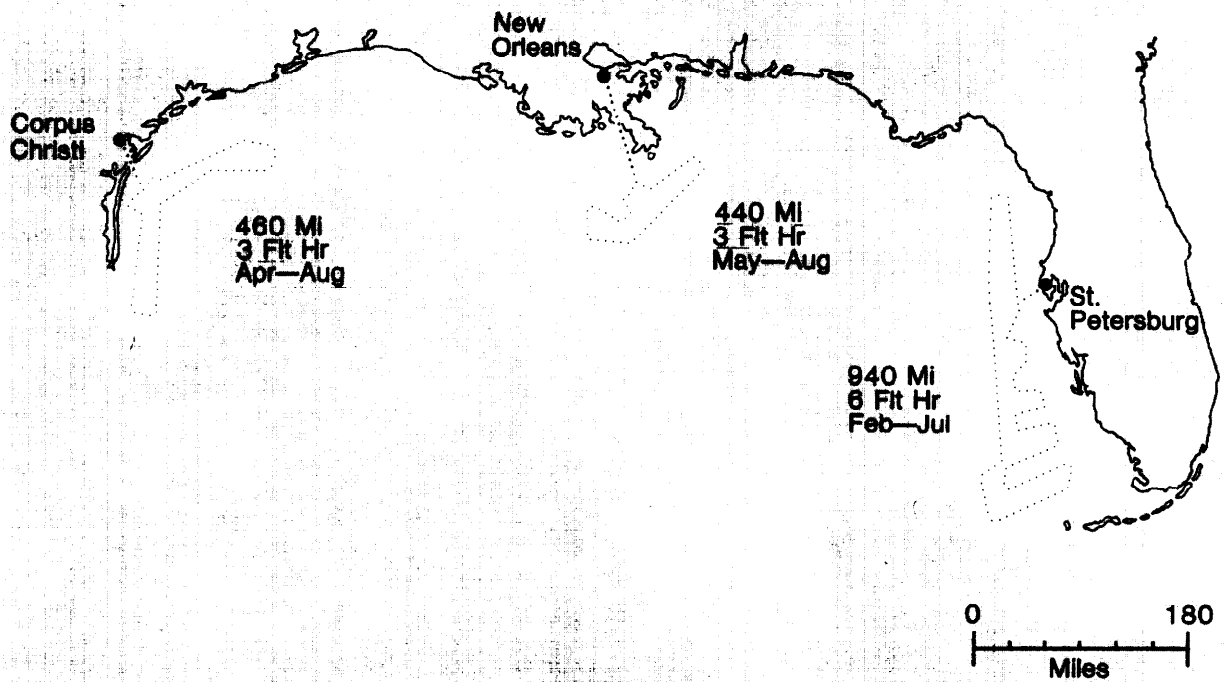 New
Orleans
Corpus
Christi
460 Mi
3 Flt Hr
Apr—Aug
440 Mi
3 Flt Hr
May—Aug
St.
Petersburg
940 Mi
6 Flt Hr
Feb—Jul
0 180
Miles